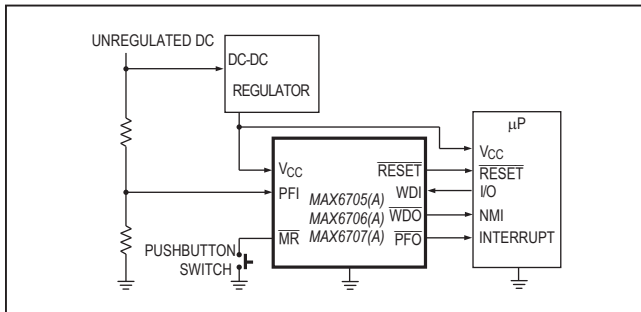 UNREGULATED DC
DC-DC
REGULATOR
μP
VCC
RESET
I/O
NMI
INTERRUPT
VCC
PFI
MR
RESET
WDI
WDO
PFO
MAX6705(A)
MAX6706(A)
MAX6707(A)
PUSHBUTTON
SWITCH